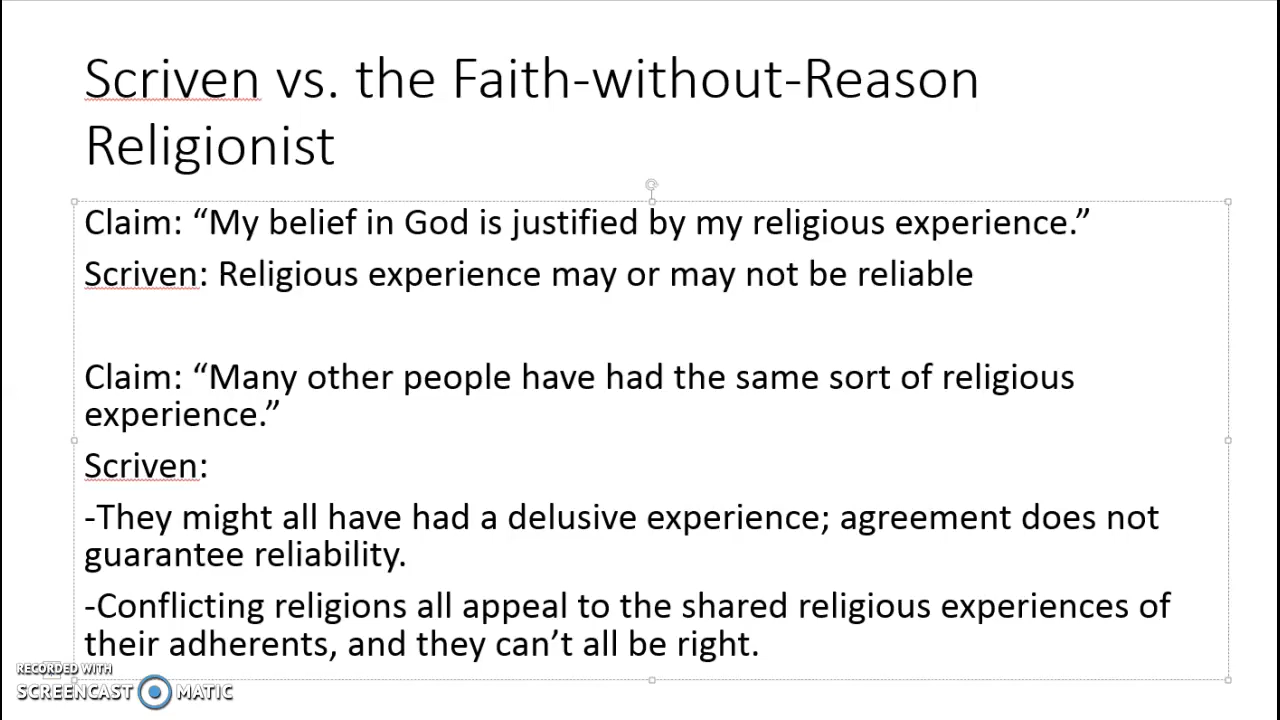 Scriven vs. the Faith-without-Reason
Religionist
Claim: “My belief in God is justified by my religious experience.”
Scriven: Religious experience may or may not be reliable
Claim: “Many other people have had the same sort of religious
experience.”
Scriven:
-They might all have had a delusive experience; agreement does not
guarantee reliability.
-Conflicting religions all appeal to the shared religious experiences of
their adherents, and they can’t all be right.
RECORDED WITH
SCREENCAST MATIC